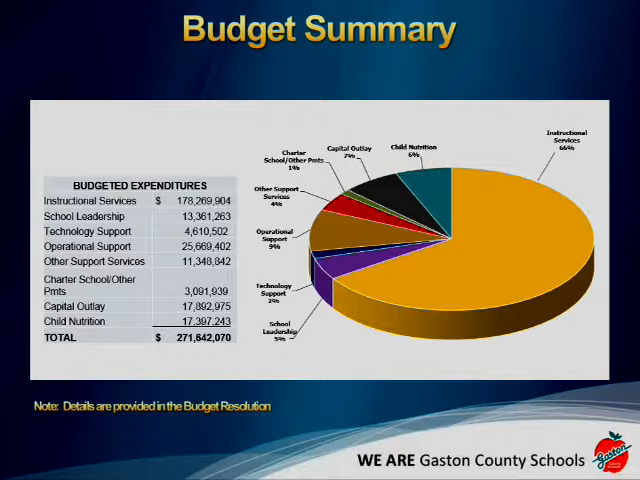 Budget Summary
BUDGETED EXPENDITURES
Instructional Services $ 178,269,904
School Leadership 13,361,263
Technology Support 4,610,502
Operational Support 25,669,402
Other Support Services 11,348,842
Charter School/Other
Pmts 3,091,939
Capital Outlay 17,892,975
Child Nutrition 17,397,243
TOTAL $ 271,642,070
Instructional
Services
66%
Child Nutrition
6%
Capital Outlay
7%
Charter
School/Other Pmts
1%
Other Support
Services
4%
Operational
Support
9%
Technology
Support
2%
School
Leadership
5%
Note: Details are provided in the Budget Resolution
WE ARE Gaston County Schools
Gaston
County
Schools